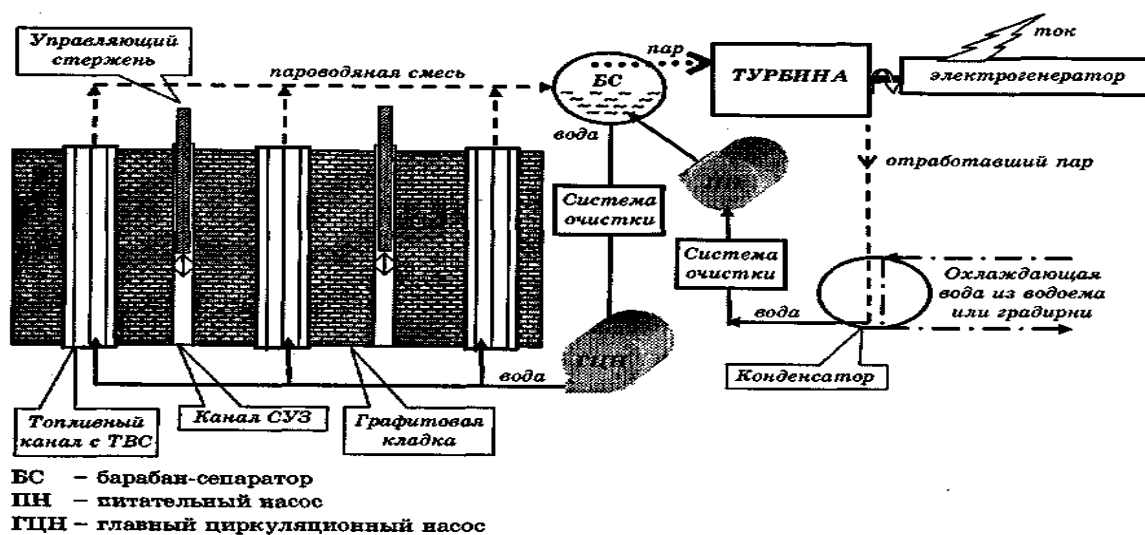 Управляющий
стержень
пароводяная смесь
БС
пар
ТУРБИНА
ток
электрогенератор
вода
отработавший пар
Система
очистки
ПН
Система
очистки
Охлаждающая
вода из водоема
или градирни
вода
ГЦН
вода
Конденсатор
Топливный
канал с ТВС
Канал СУЗ
Графитовая
кладка
БС – барабан-сепаратор
ПН – питательный насос
ГЦН – главный циркуляционный насос